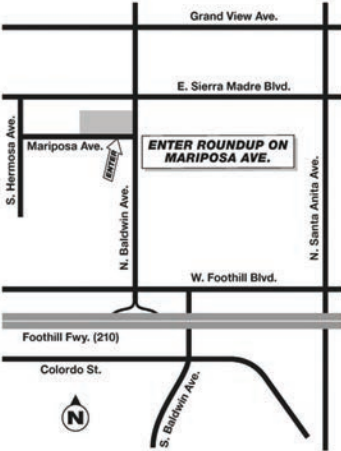 Grand View Ave.
E. Sierra Madre Blvd.
S. Hermosa Ave.
Mariposa Ave.
ENTER
ENTER ROUNDUP ON
MARIPOSA AVE.
N. Baldwin Ave.
N. Santa Anita Ave.
W. Foothill Blvd.
Foothill Fwy. (210)
Colordo St.
S. Baldwin Ave.
N